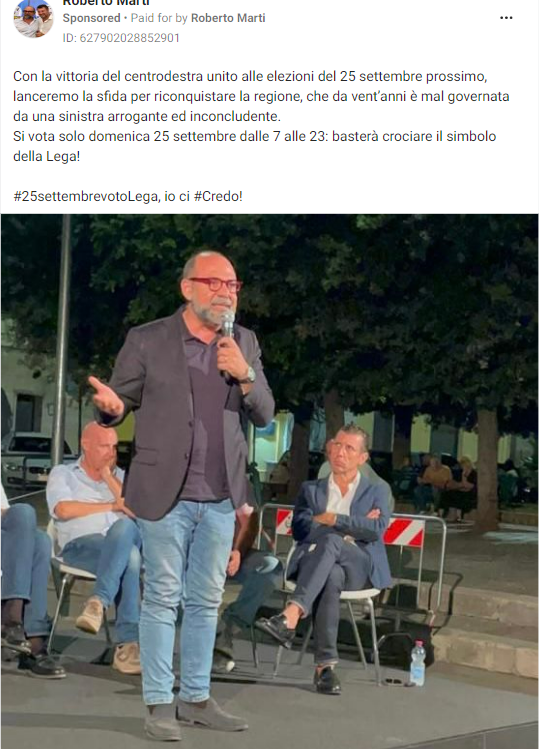 Roberto Marti
Sponsored • Paid for by Roberto Marti
ID: 627902028852901
Con la vittoria del centrodestra unito alle elezioni del 25 settembre prossimo,
lanceremo la sfida per riconquistare la regione, che da vent'anni è mal governata
da una sinistra arrogante ed inconcludente.
Si vota solo domenica 25 settembre dalle 7 alle 23: basterà crociare il simbolo
della Lega!
#25settembrevotoLega, io ci #Credo!